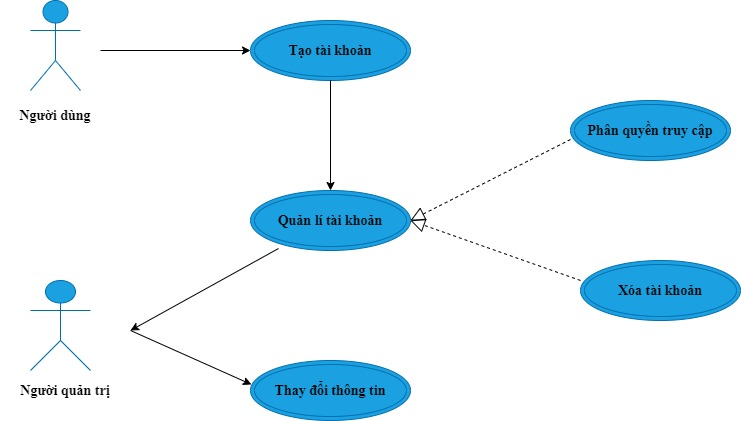 Tạo tài khoản
Người dùng
Phân quyền truy cập
Quản lí tài khoản
Xóa tài khoản
Người quản trị
Thay đổi thông tin